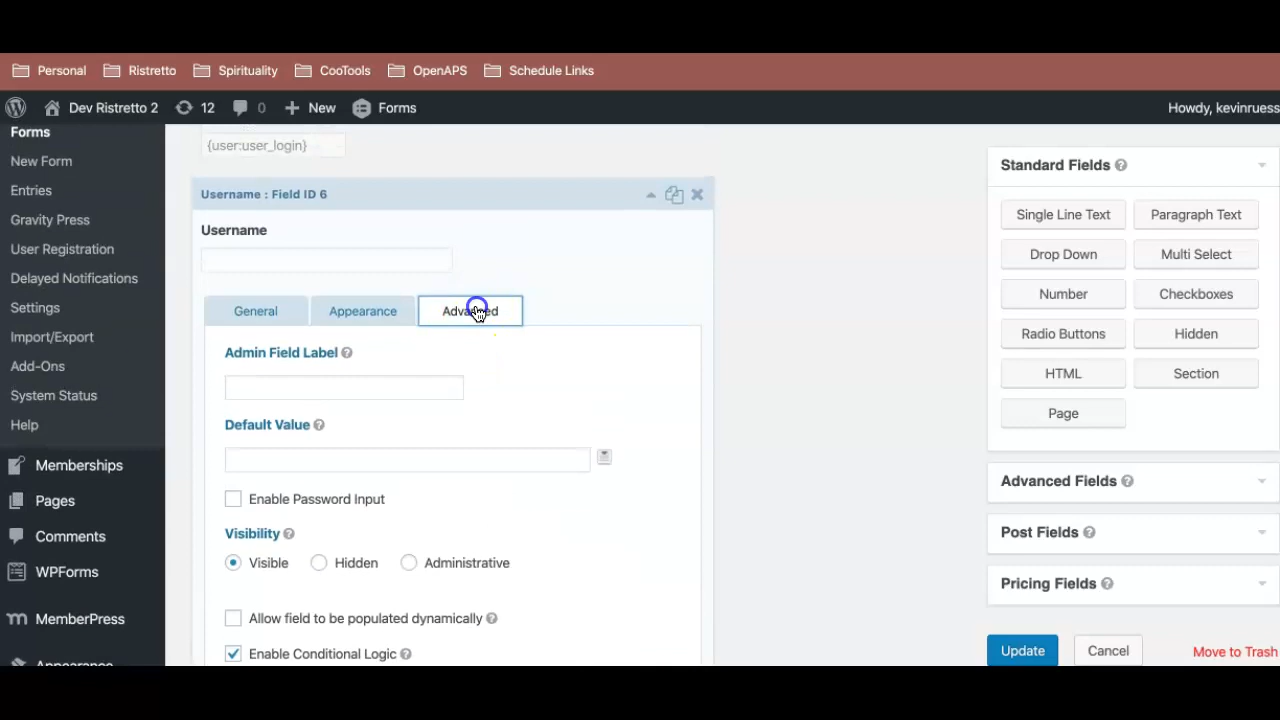 Personal
Ristretto
Spirituality
CooTools
OpenAPS
Schedule Links
Dev Ristretto 2
12
0
New
Forms
Howdy, kevinruess
Forms
New Form
Entries
Gravity Press
User Registration
Delayed Notifications
Settings
Import/Export
Add-Ons
System Status
Help
Memberships
Pages
Comments
WPForms
MemberPress
Appearance
{user:user_login}
Username : Field ID 6
Username
General
Appearance
Advanced
Admin Field Label
Default Value
Enable Password Input
Visibility
Visible
Hidden
Administrative
Allow field to be populated dynamically
Enable Conditional Logic
Standard Fields
Single Line Text
Paragraph Text
Drop Down
Multi Select
Number
Checkboxes
Radio Buttons
Hidden
HTML
Section
Page
Advanced Fields
Post Fields
Pricing Fields
Update
Cancel
Move to Trash